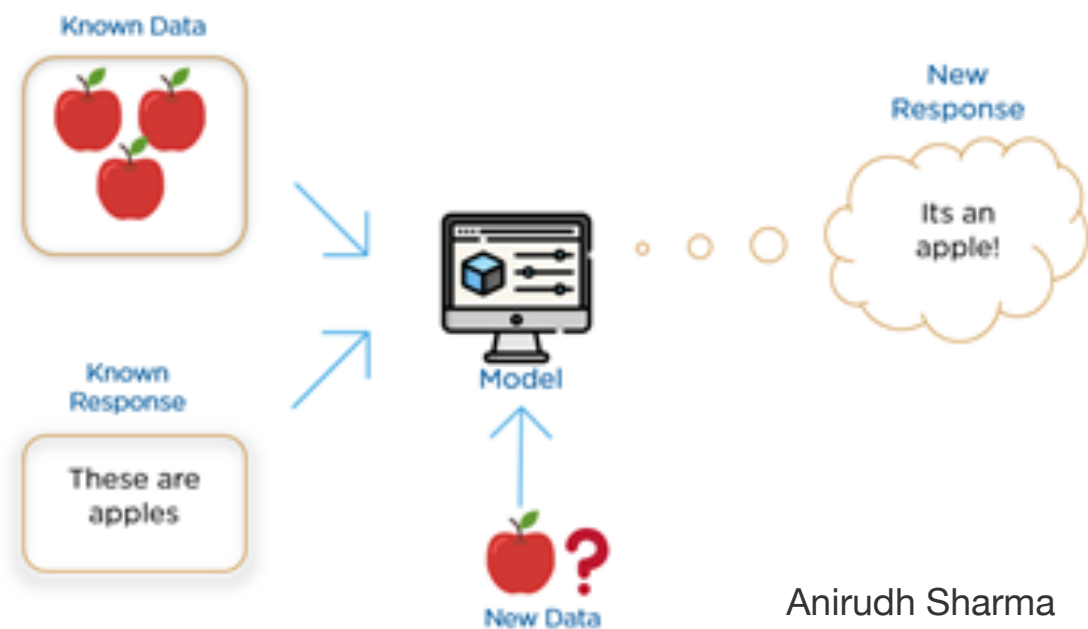 Known Data
New
Response
Its an
apple!
Known
Response
Model
These are
apples
?
New Data
Anirudh Sharma